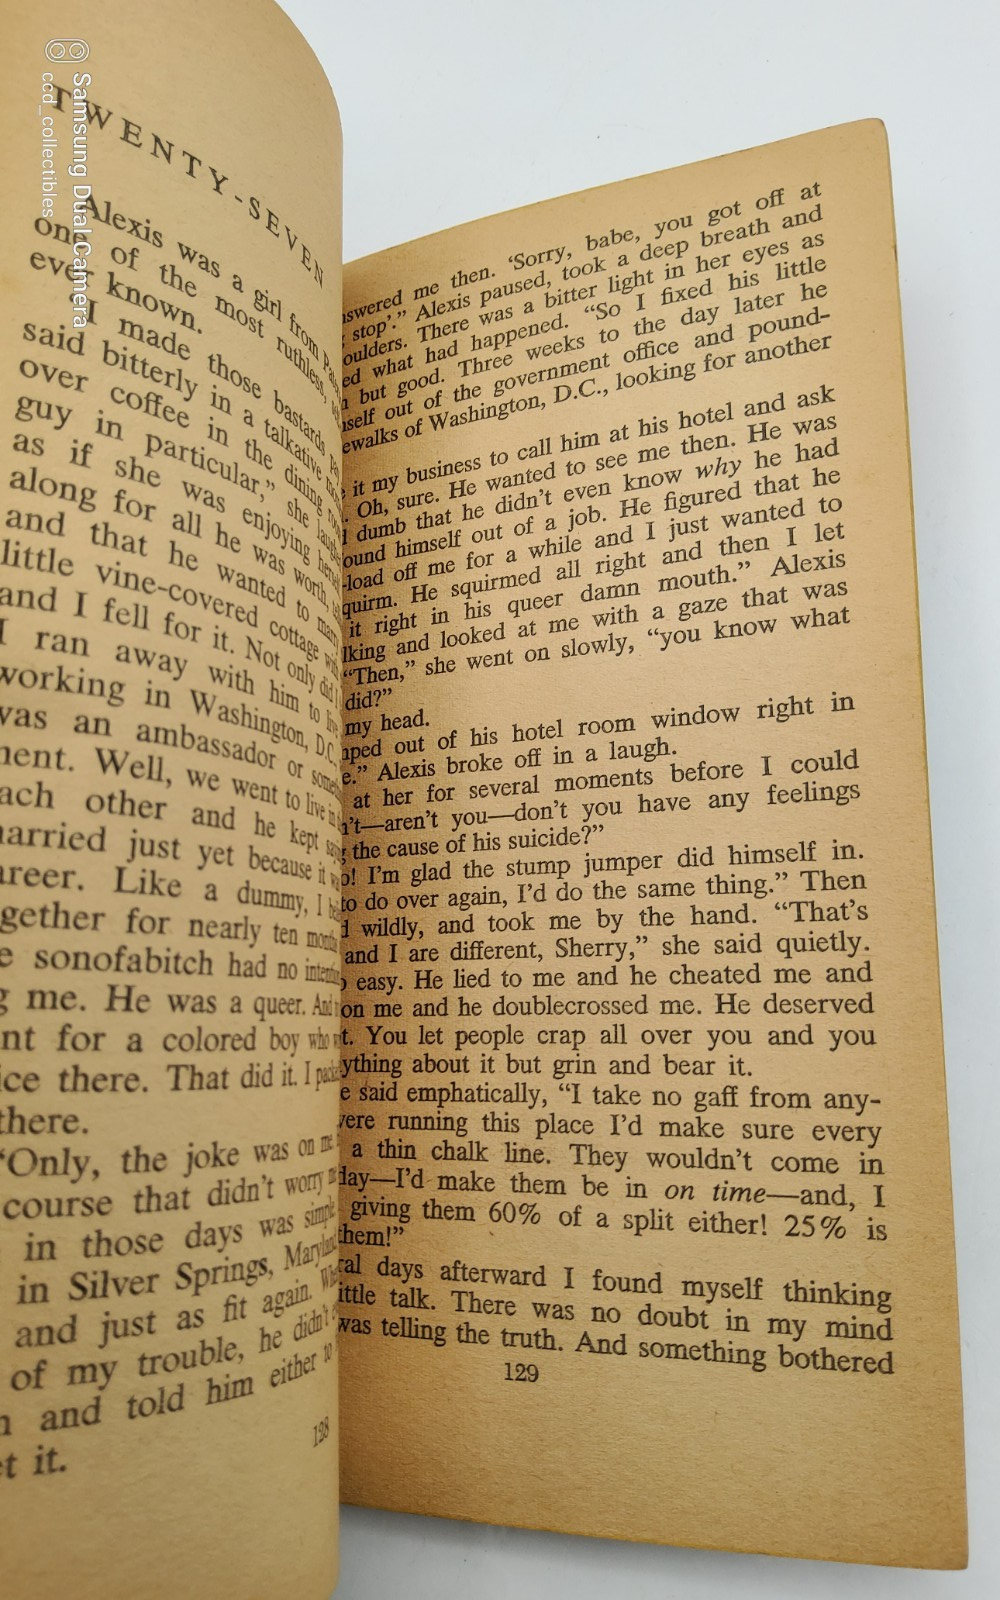 Samsung Dual Camera
ccd_collectibles
TWENTY-SEVEN
Alexis was a girl from
one of the most ruthless,
ever known.
"I made those bastards
said bitterly in a talkative
over coffee in the dining room
guy in particular," she
as if she was enjoying
along for all he was worth,
and that he wanted to marry
little vine-covered cottage with
and I fell for it. Not only did I
I ran away with him to live
working in Washington, D.C.,
was an ambassador or
Well, we went to live in
each other and he kept
married just yet because it
Like a dummy, I
together for nearly ten months
sonofabitch had no
me. He was a queer. And
for a colored boy who
there. That did it. I
there.
"Only, the joke was on me
course that didn't worry me
in those days was simple
in Silver Springs, Maryland
and just as fit again.
of my trouble, he didn't
and told him either to
it.
128
me then. 'Sorry, babe, you got off at
stop'." Alexis paused, took a deep breath and
There was a bitter light in her eyes as
what had happened. "So I fixed his little
but good. Three weeks to the day later he
out of the government office and pound-
of Washington, D.C., looking for another
it my business to call him at his hotel and ask
Oh, sure. He wanted to see me then. He was
dumb that he didn't even know why he had
himself out of a job. He figured that he
off me for a while and I just wanted to
squirm. He squirmed all right and then I let
it right in his queer damn mouth." Alexis
and looked at me with a gaze that was
"Then," she went on slowly, "you know what
did?"
my head.
out of his hotel room window right in
Alexis broke off in a laugh.
at her for several moments before I could
aren't you—don't you have any feelings
the cause of his suicide?"
I'm glad the stump jumper did himself in.
to do over again, I'd do the same thing." Then
wildly, and took me by the hand. "That's
and I are different, Sherry," she said quietly.
easy. He lied to me and he cheated me and
on me and he doublecrossed me. He deserved
You let people crap all over you and you
about it but grin and bear it.
said emphatically, "I take no gaff from any-
were running this place I'd make sure every
a thin chalk line. They wouldn't come in
day—I'd make them be in on time—and, I
giving them 60% of a split either! 25% is
them!"
days afterward I found myself thinking
little talk. There was no doubt in my mind
was telling the truth. And something bothered
129